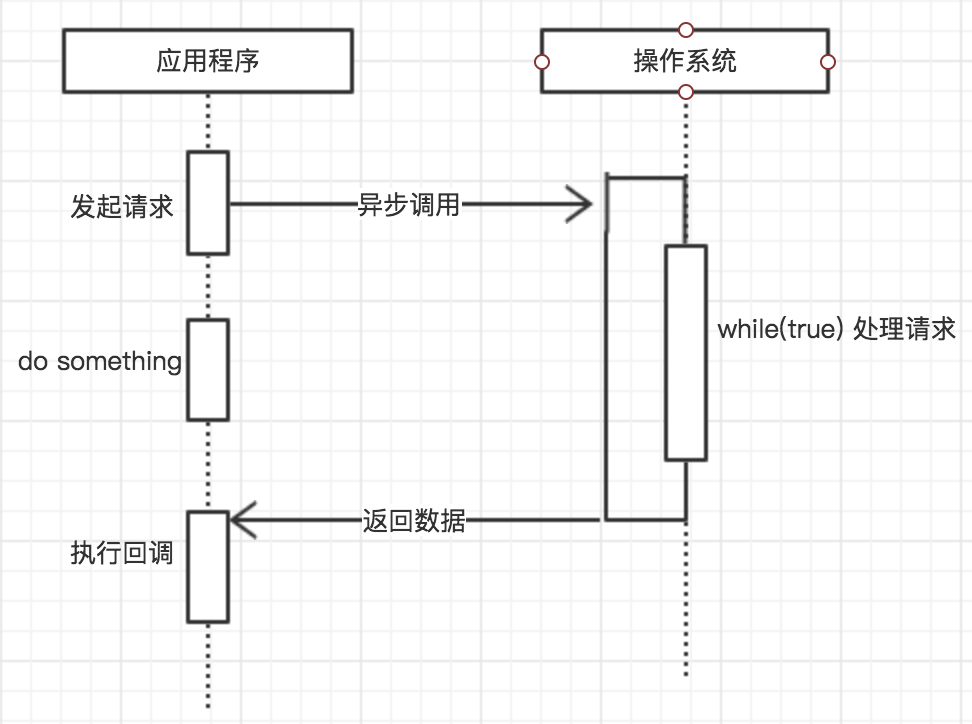 应用程序
操作系统
发起请求
异步调用
while(true) 处理请求
do something
返回数据
执行回调